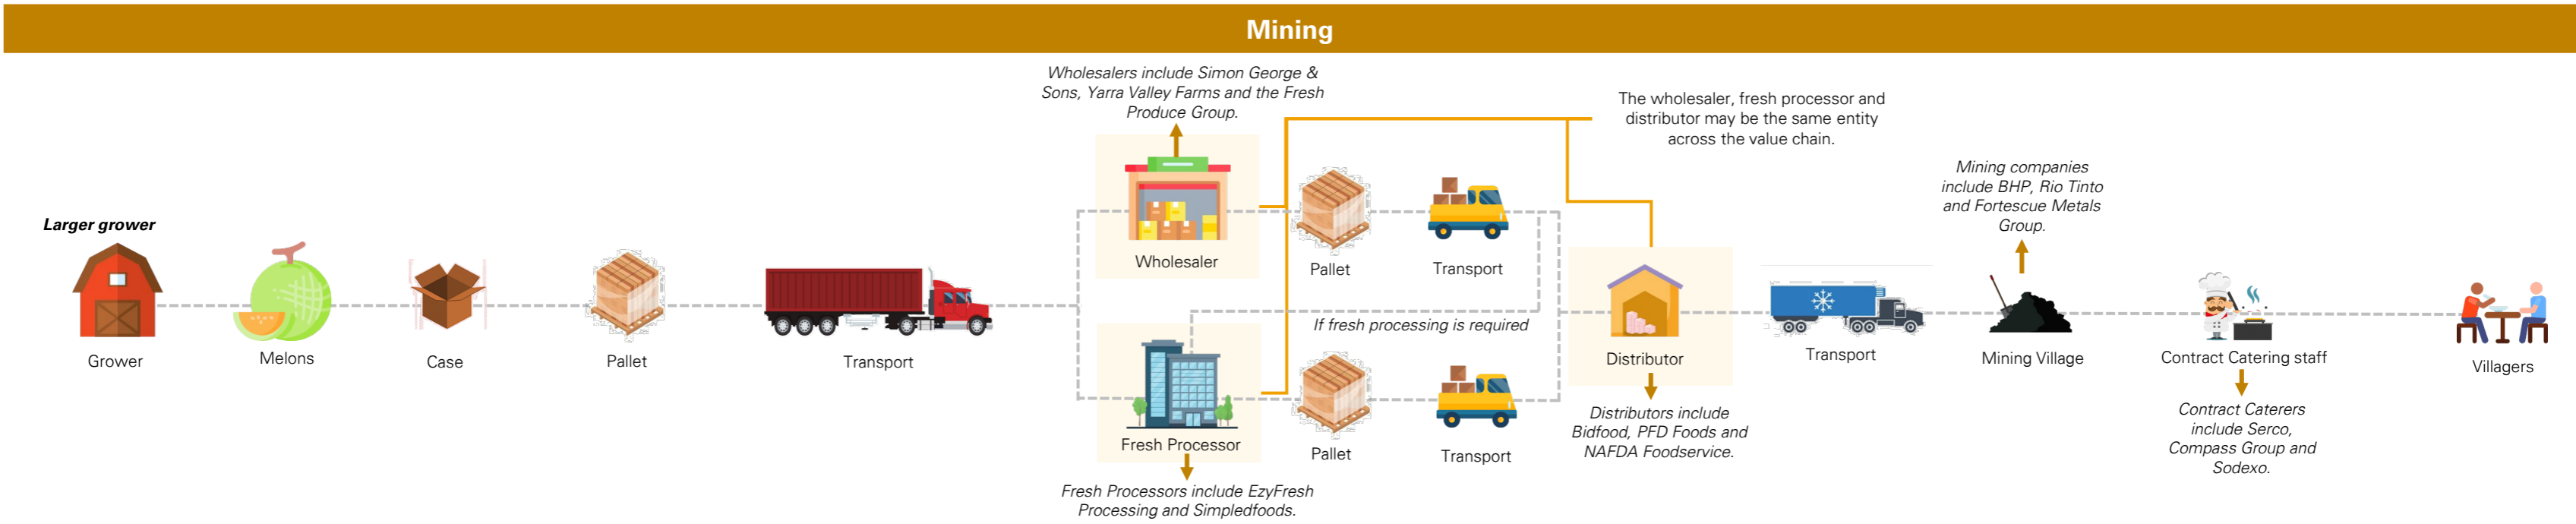 Mining
Wholesalers include Simon George &
Sons, Yarra Valley Farms and the Fresh
Produce Group.
The wholesaler, fresh processor and
distributor may be the same entity
across the value chain.
Mining companies
include BHP, Rio Tinto
and Fortescue Metals
Group.
Larger grower
Grower
Melons
Case
Pallet
Transport
Wholesaler
Pallet
Transport
If fresh processing is required
Fresh Processor
Pallet
Transport
Fresh Processors include EzyFresh
Processing and Simpledfoods.
Distributor
Distributors include
Bidfood, PFD Foods and
NAFDA Foodservice.
Transport
Mining Village
Contract Catering staff
Contract Caterers
include Serco,
Compass Group and
Sodexo.
Villagers